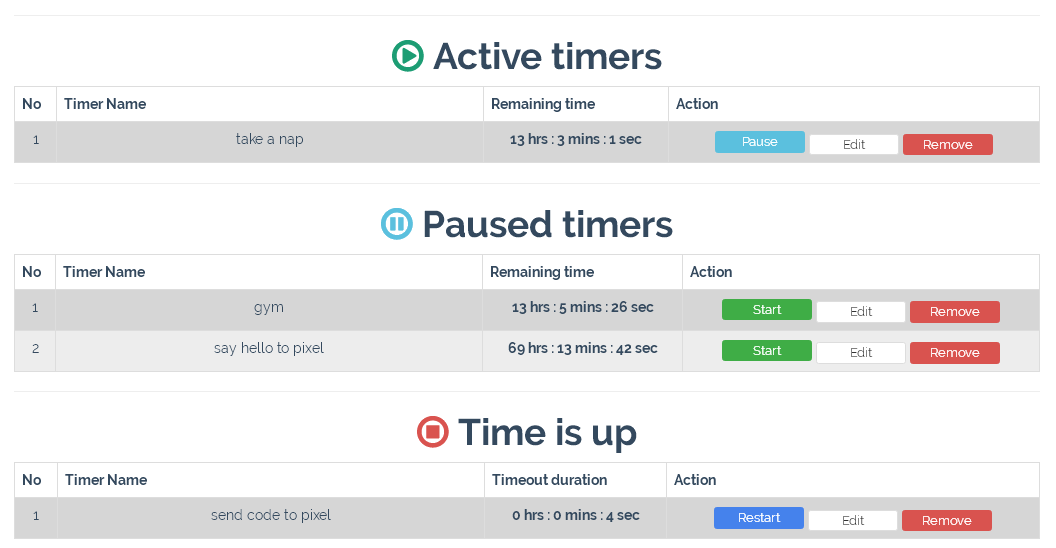 Active timers
No Timer Name Remaining time Action
1 take a nap 13 hrs : 3 mins : 1 sec Pause Edit Remove
Paused timers
No Timer Name Remaining time Action
1 gym 13 hrs : 5 mins : 26 sec Start Edit Remove
2 say hello to pixel 69 hrs : 13 mins : 42 sec Start Edit Remove
Time is up
No Timer Name Timeout duration Action
1 send code to pixel 0 hrs : 0 mins : 4 sec Restart Edit Remove